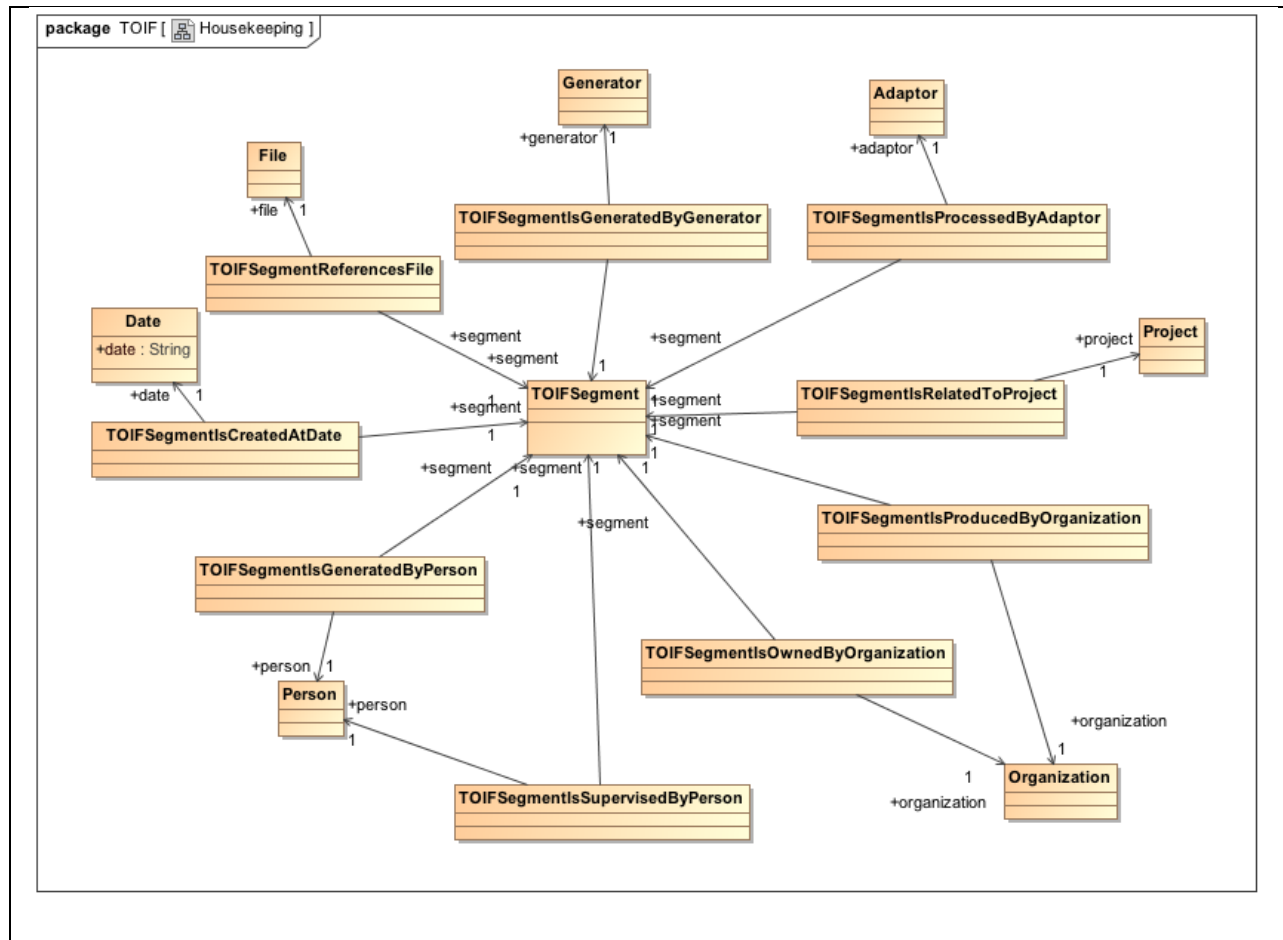 package TOIF [ Housekeeping ]
Generator
+generator 1
Adaptor
+adaptor 1
File
+file 1
TOIFSegmentIsGeneratedByGenerator
TOIFSegmentIsProcessedByAdaptor
TOIFSegmentReferencesFile
Date
+date : String
+date 1
+segment
+segment
+segment
1
+project
1
Project
TOIFSegment
1
1
TOIFSegmentIsRelatedToProject
+segment
+segment
+segment
1
1
1
TOIFSegmentIsCreatedAtDate
+segment
1
+segment
1
1
TOIFSegmentIsProducedByOrganization
+segment
TOIFSegmentIsGeneratedByPerson
TOIFSegmentIsOwnedByOrganization
+person 1
Person
+person
1
+organization
1
1
+organization
Organization
TOIFSegmentIsSupervisedByPerson